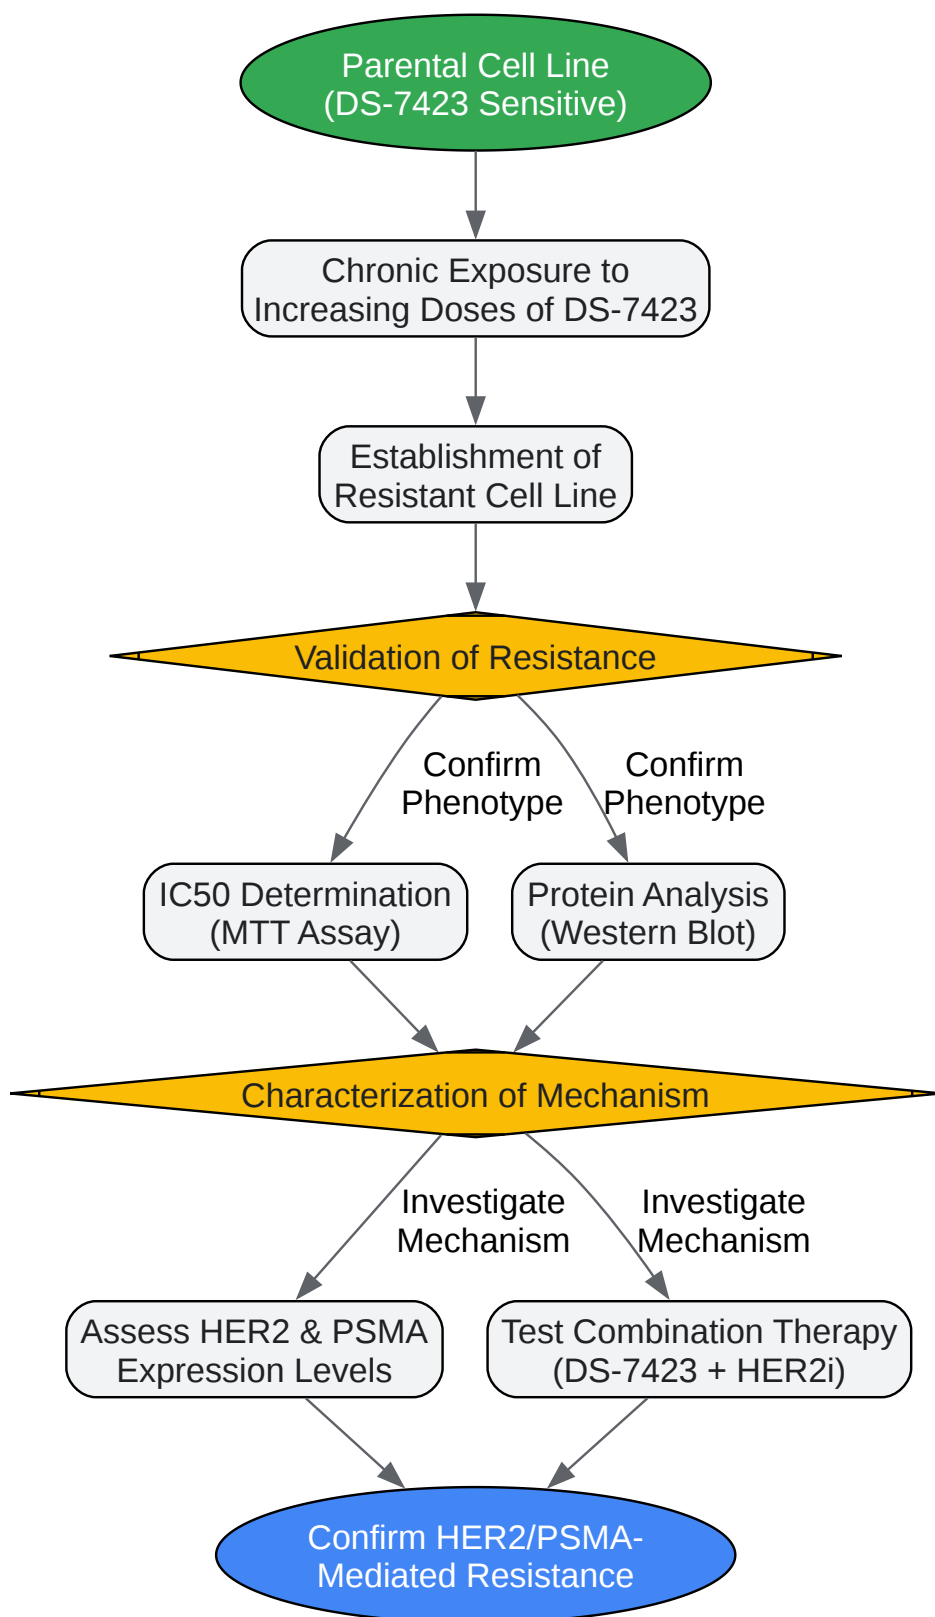 Parental Cell Line
(DS-7423 Sensitive)
Chronic Exposure to
Increasing Doses of DS-7423
Establishment of
Resistant Cell Line
Validation of Resistance
Confirm
Phenotype
Confirm
Phenotype
IC50 Determination
(MTT Assay)
Protein Analysis
(Western Blot)
Characterization of Mechanism
Investigate
Mechanism
Investigate
Mechanism
Assess HER2 & PSMA
Expression Levels
Test Combination Therapy
(DS-7423 + HER2i)
Confirm HER2/PSMA-
Mediated Resistance